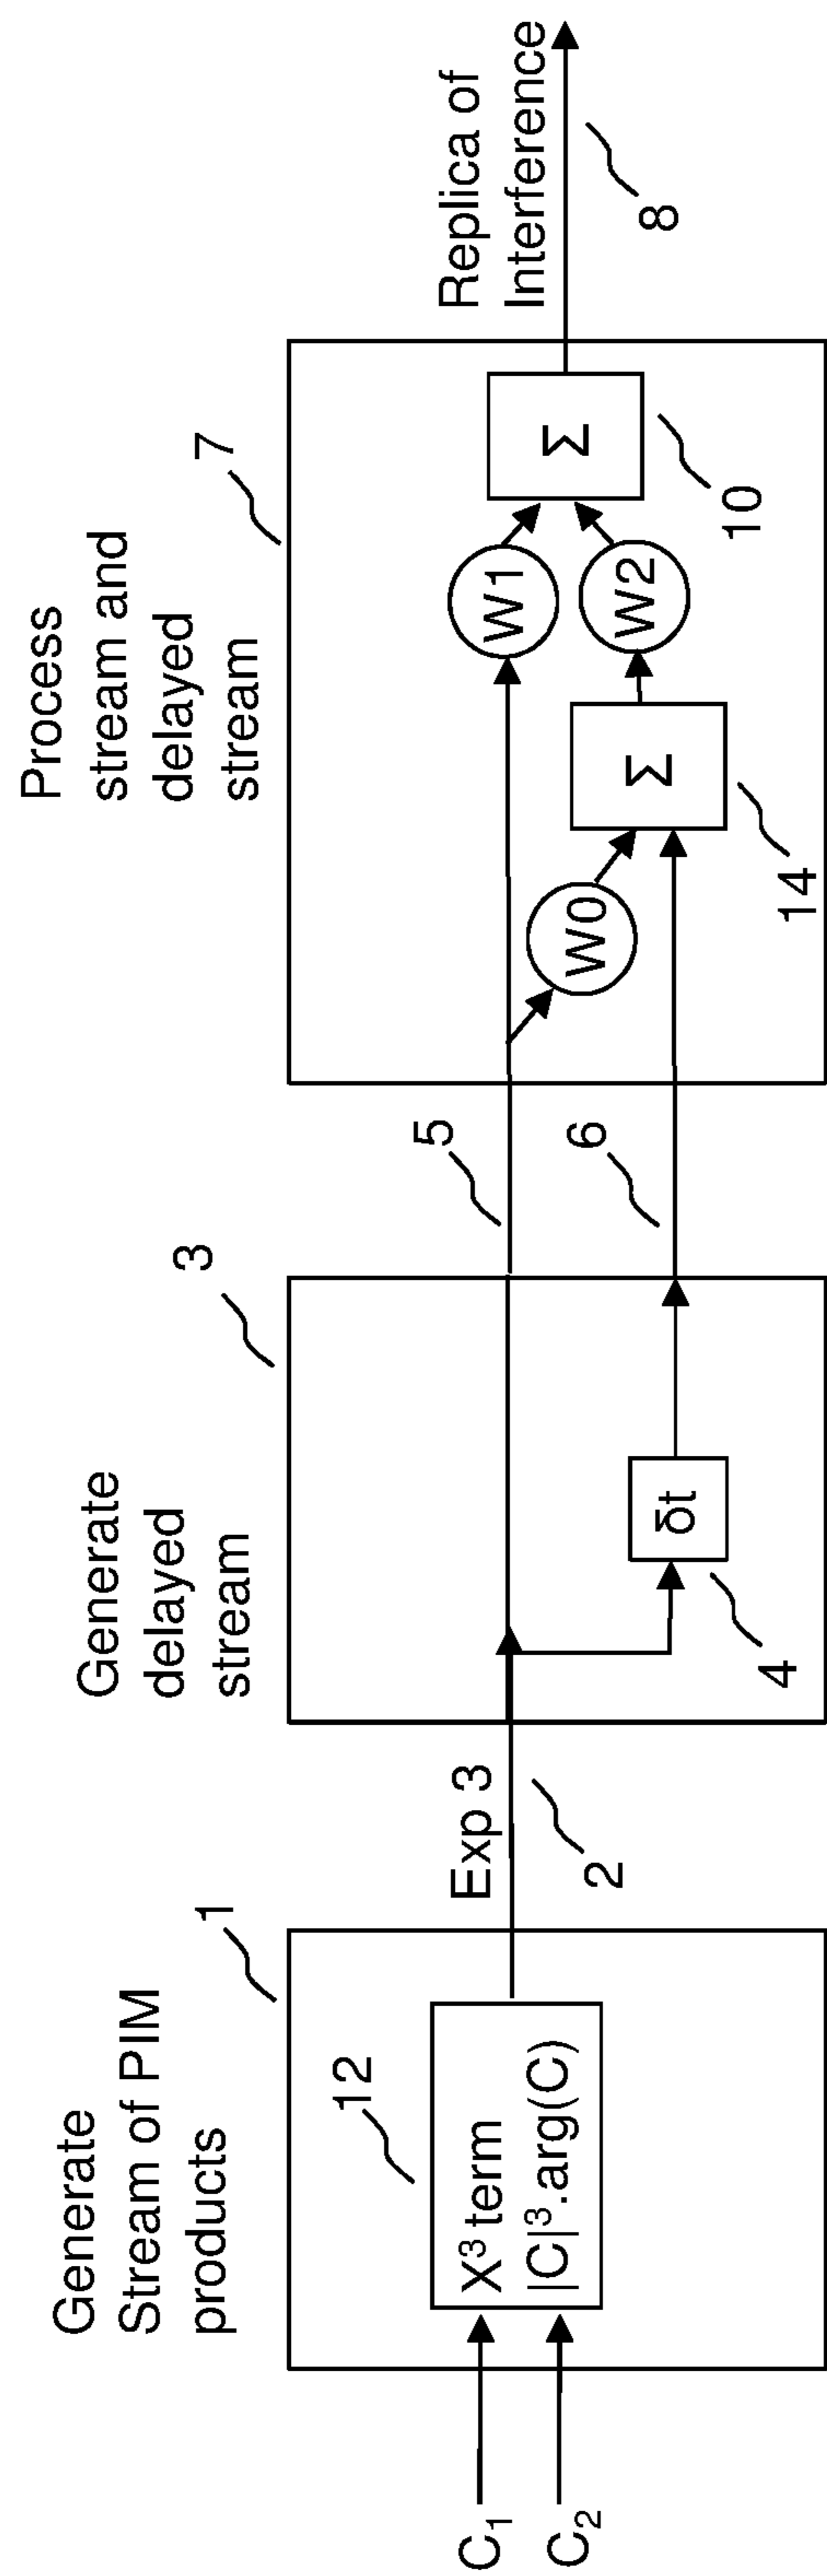 Generate
Stream of PIM
products
1
12
X³ term
|C|³.arg(C)
C₁
C₂
Exp 3
2
Generate
delayed
stream
3
δt
4
5
6
Process
stream and
delayed
stream
7
W0
Σ
14
W1
W2
Σ
10
Replica of
Interference
8